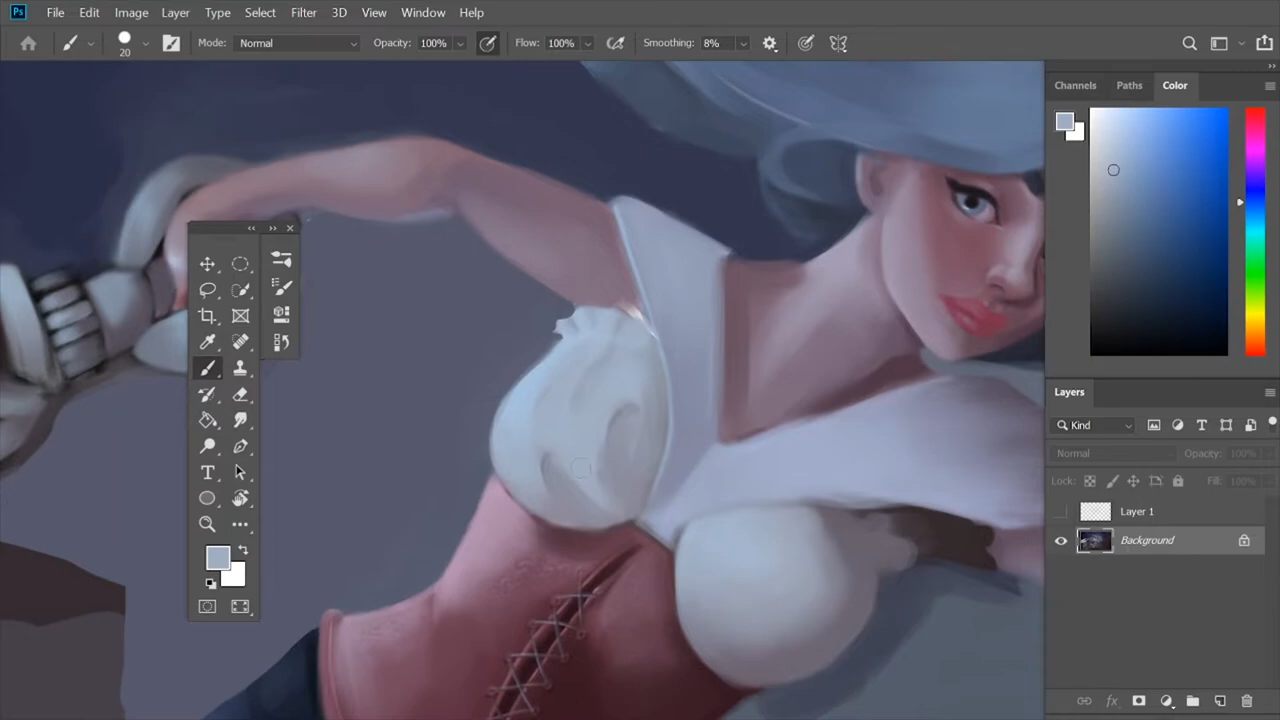 Ps File Edit Image Layer Type Select Filter 3D View Window Help
20 Mode: Normal Opacity: 100% Flow: 100% Smoothing: 8%
Channels Paths Color
Layers
Kind
Normal Opacity: 100%
Lock: Fill: 100%
Layer 1
Background